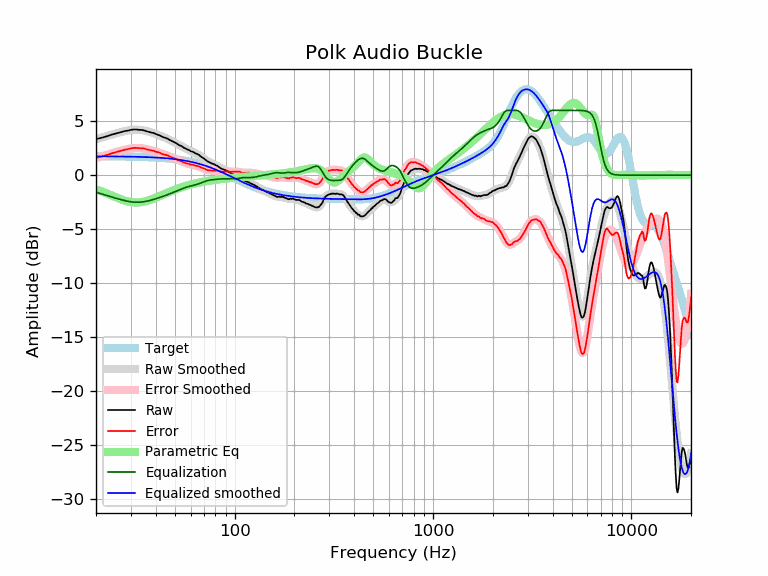 Polk Audio Buckle
5
0
−5
−10
−15
−20
−25
−30
Amplitude (dBr)
Target
Raw Smoothed
Error Smoothed
Raw
Error
Parametric Eq
Equalization
Equalized smoothed
100
1000
10000
Frequency (Hz)